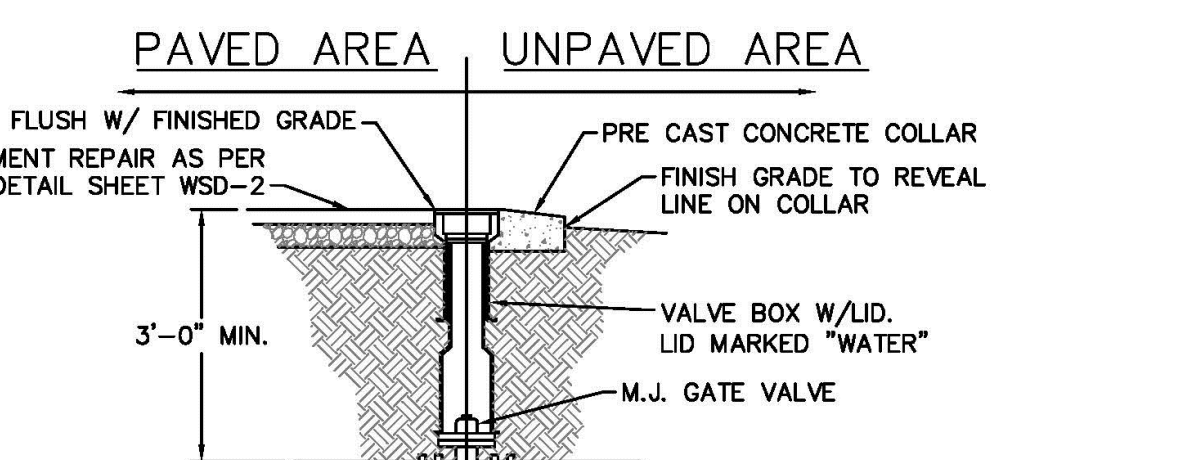 PAVED AREA UNPAVED AREA
FLUSH W/ FINISHED GRADE
MENT REPAIR AS PER
DETAIL SHEET WSD-2
PRE CAST CONCRETE COLLAR
FINISH GRADE TO REVEAL
LINE ON COLLAR
3'-0" MIN.
VALVE BOX W/LID.
LID MARKED "WATER"
M.J. GATE VALVE